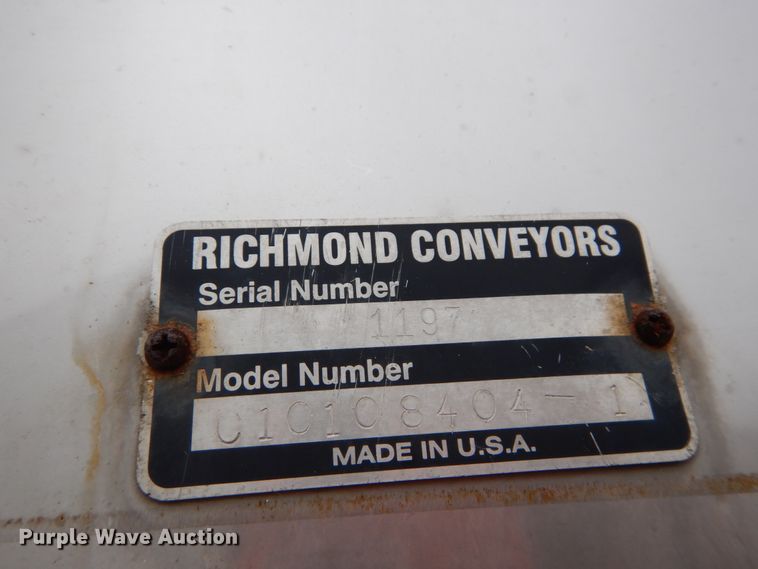 RICHMOND CONVEYORS
Serial Number
1197
Model Number
C10108404-1
MADE IN U.S.A.
Purple Wave Auction